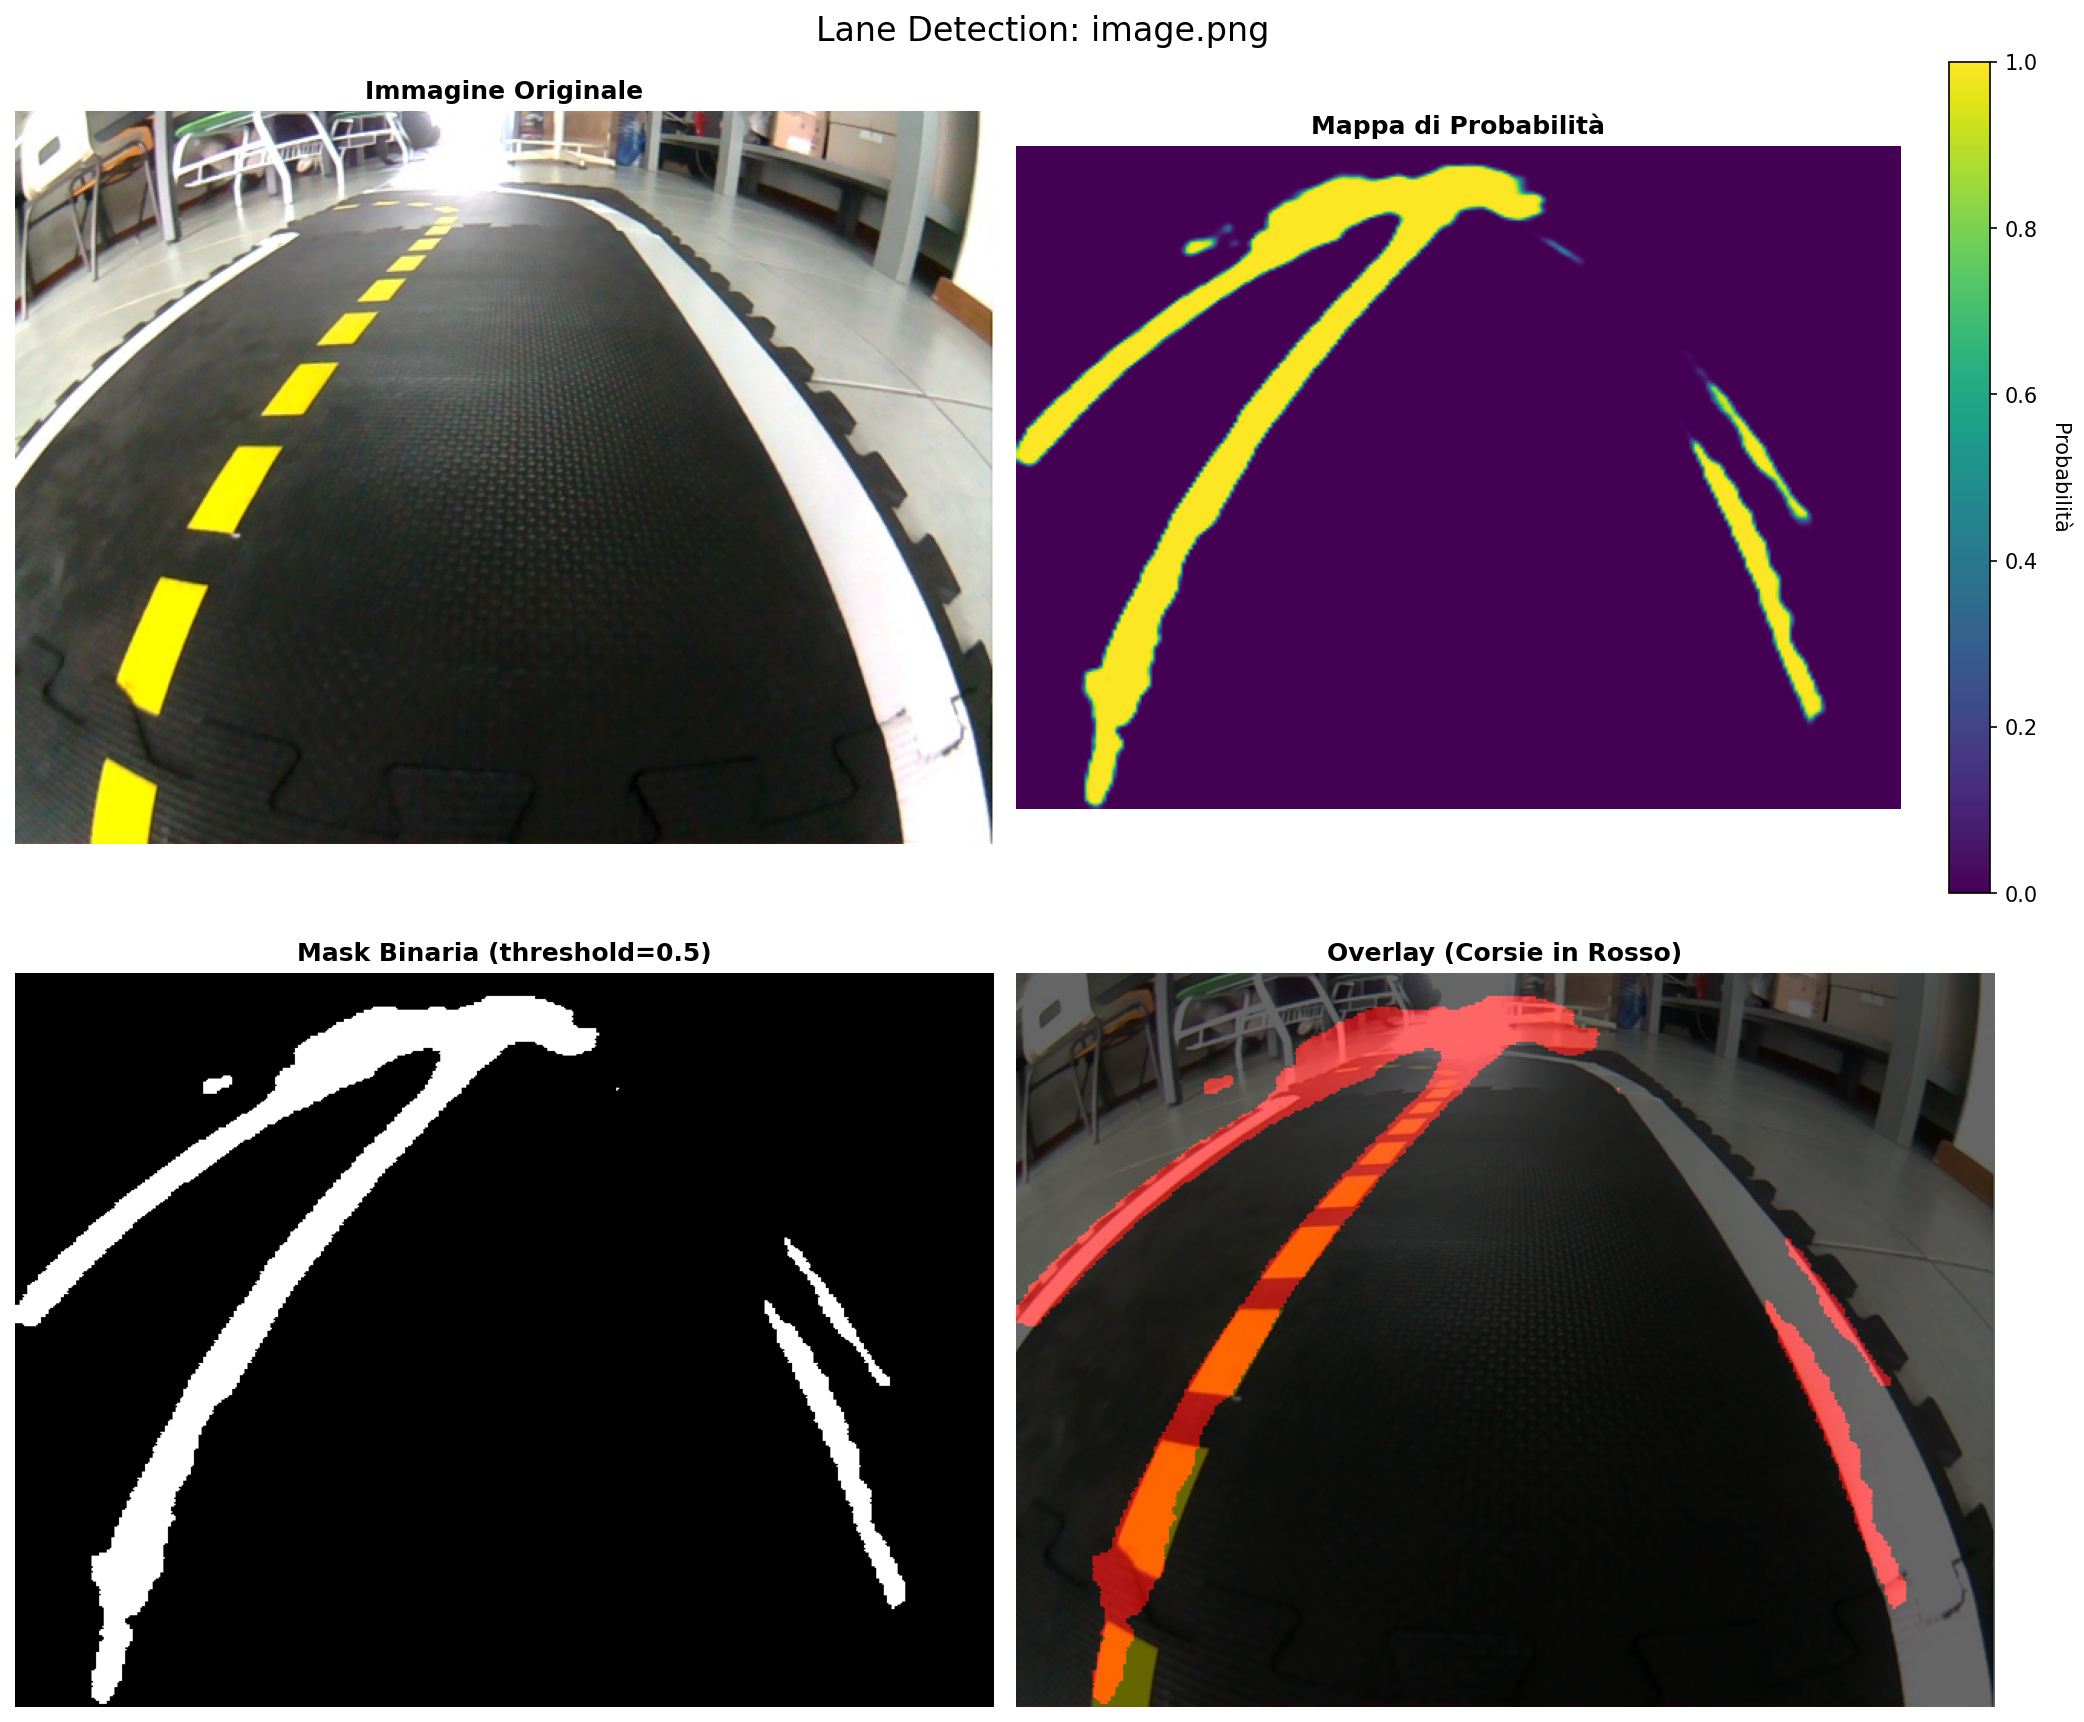 Lane Detection: image.png
Immagine Originale
Mappa di Probabilità
1.0
0.8
0.6
0.4
0.2
0.0
Probabilità
Mask Binaria (threshold=0.5)
Overlay (Corsie in Rosso)